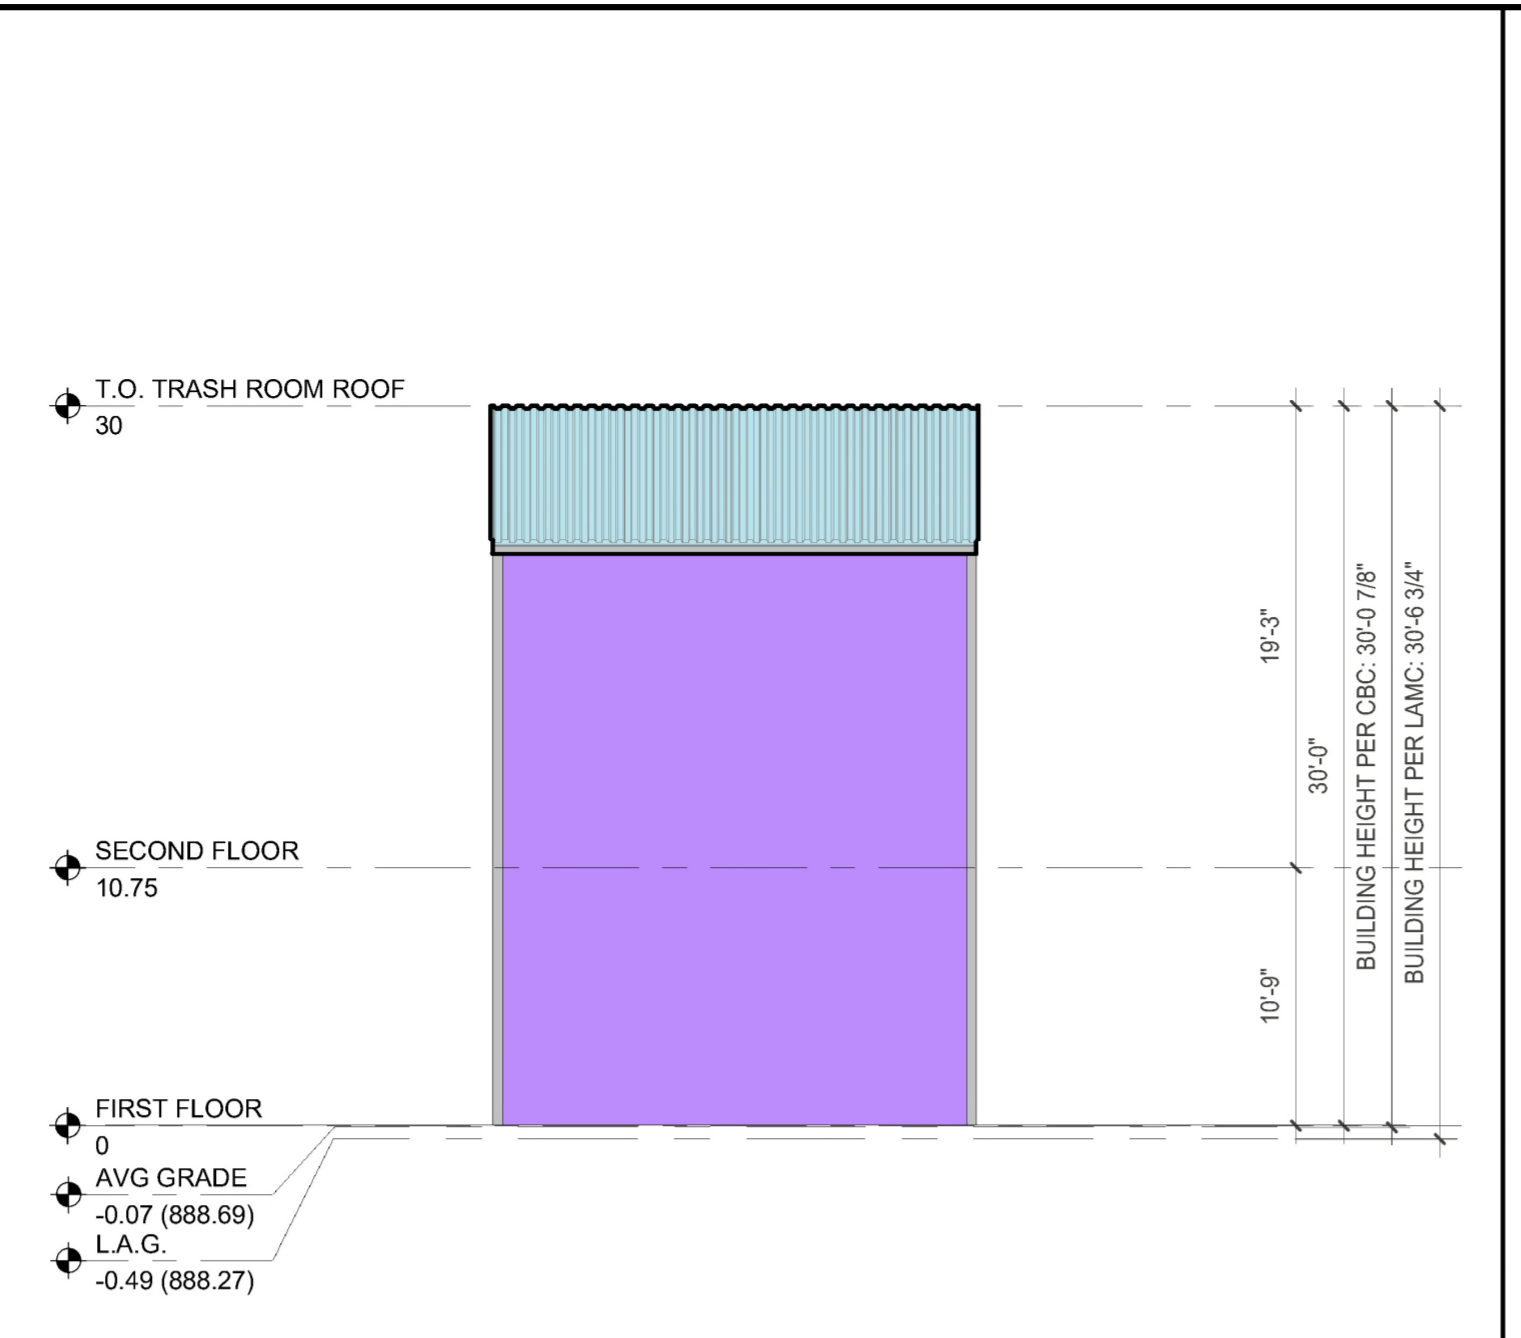 T.O. TRASH ROOM ROOF
30
SECOND FLOOR
10.75
FIRST FLOOR
0
AVG GRADE
-0.07 (888.69)
L.A.G.
-0.49 (888.27)
19'-3"
10'-9"
30'-0"
BUILDING HEIGHT PER CBC: 30'-0 7/8"
BUILDING HEIGHT PER LAMC: 30'-6 3/4"